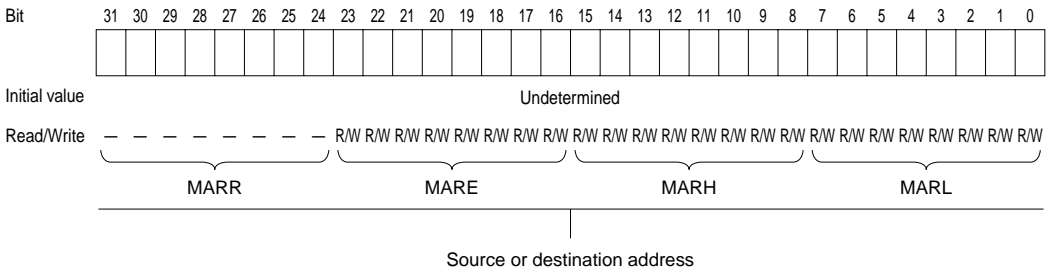 Bit 31 30 29 28 27 26 25 24 23 22 21 20 19 18 17 16 15 14 13 12 11 10 9 8 7 6 5 4 3 2 1 0
Initial value Undetermined
Read/Write — — — — — — — — R/W R/W R/W R/W R/W R/W R/W R/W R/W R/W R/W R/W R/W R/W R/W R/W R/W R/W R/W R/W R/W R/W R/W R/W
MARR MARE MARH MARL
Source or destination address